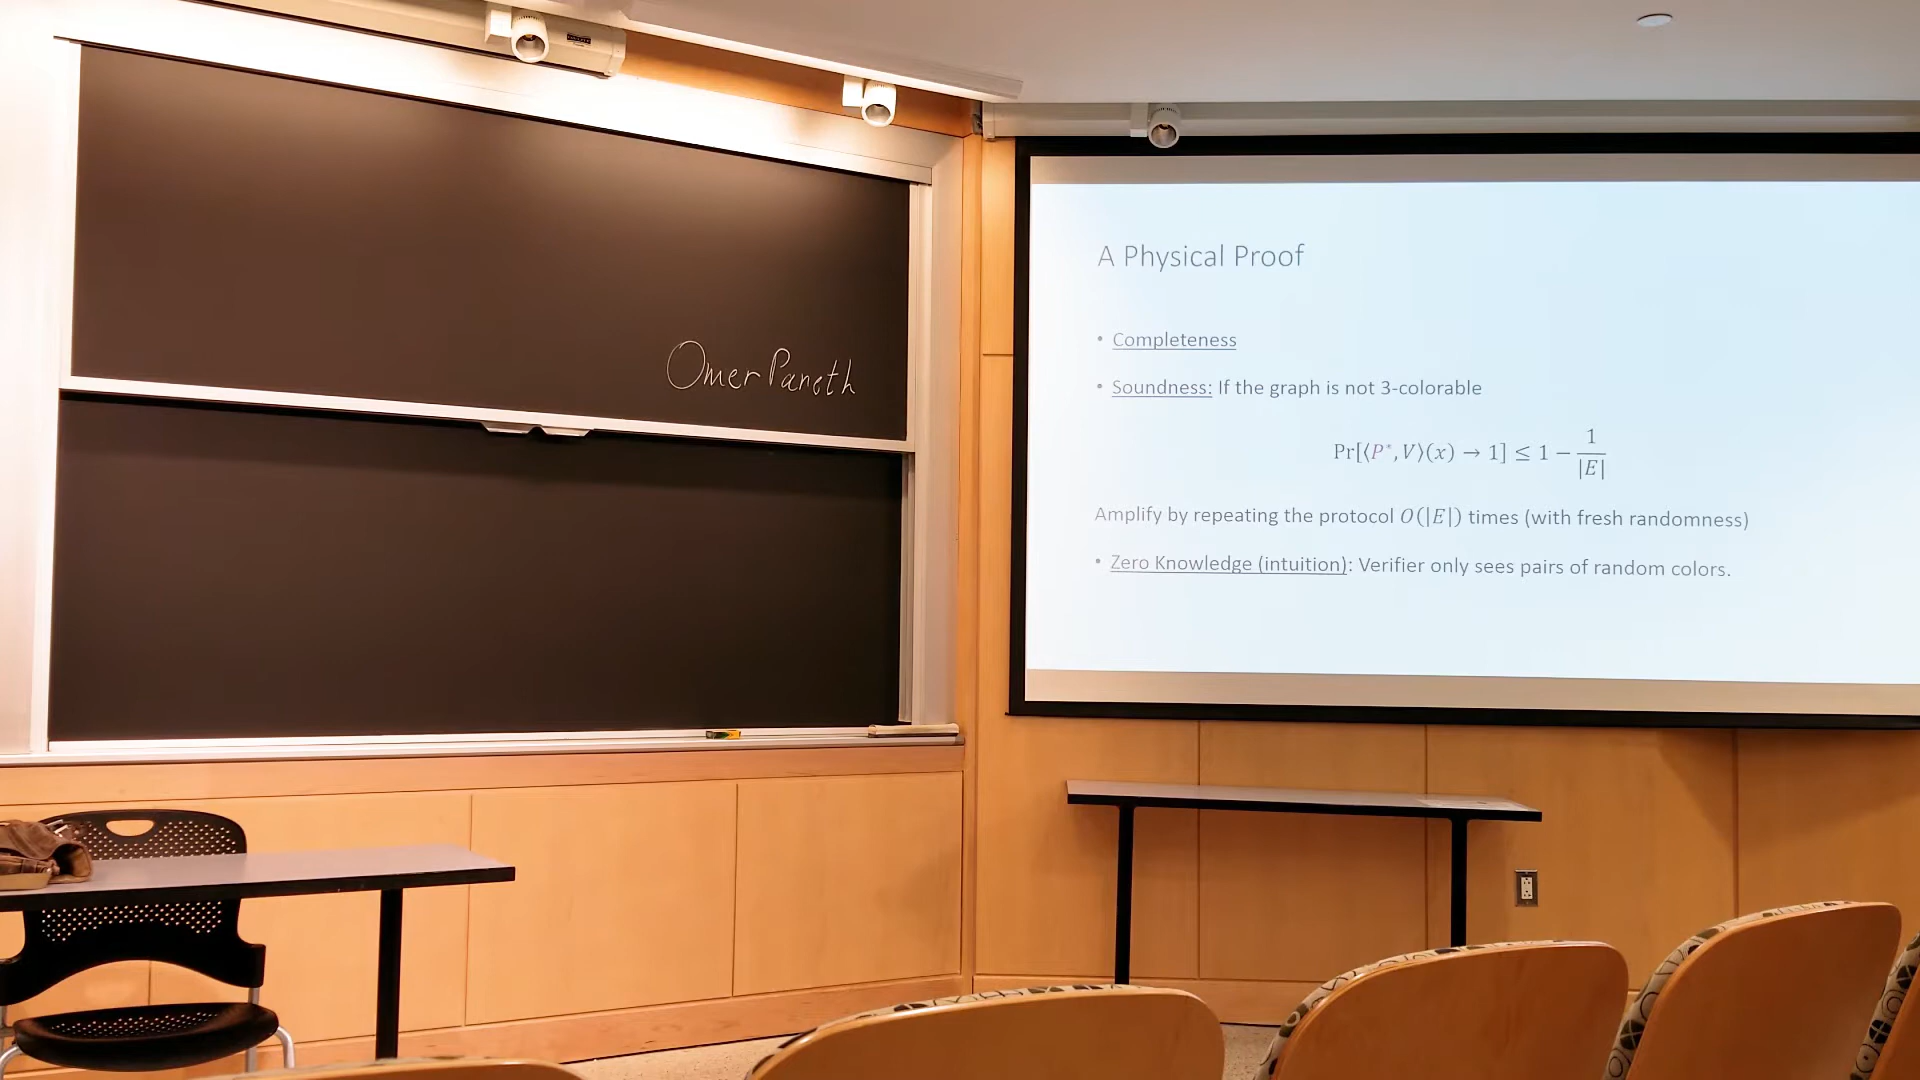 Omer Paneth
A Physical Proof
• Completeness
• Soundness: If the graph is not 3-colorable
Pr[⟨P*, V⟩(x) → 1] ≤ 1 − 1/|E|
Amplify by repeating the protocol O(|E|) times (with fresh randomness)
• Zero Knowledge (intuition): Verifier only sees pairs of random colors.